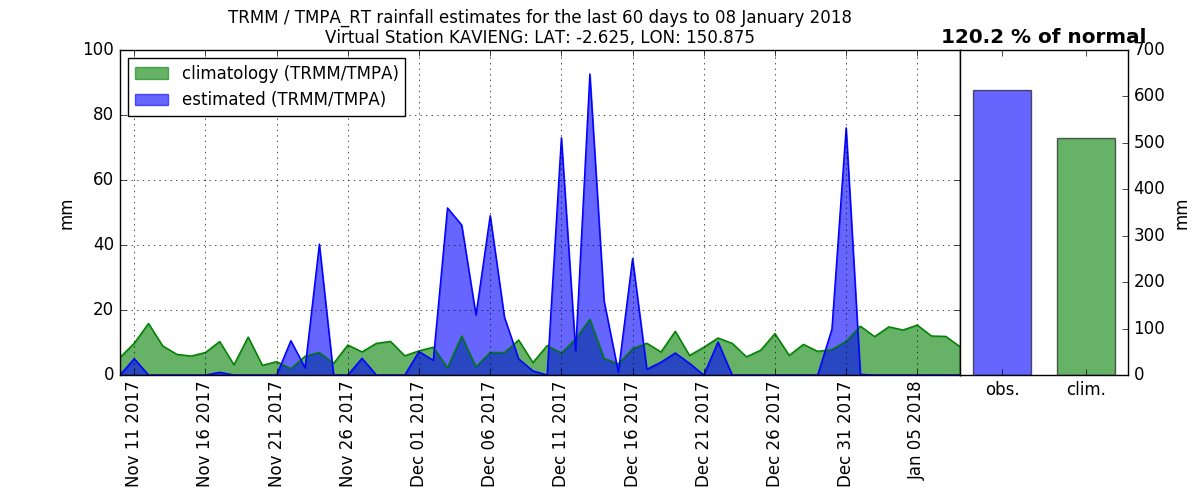 TRMM / TMPA_RT rainfall estimates for the last 60 days to 08 January 2018
Virtual Station KAVIENG: LAT: -2.625, LON: 150.875
120.2 % of normal
climatology (TRMM/TMPA)
estimated (TRMM/TMPA)
mm
100
80
60
40
20
0
Nov 11 2017
Nov 16 2017
Nov 21 2017
Nov 26 2017
Dec 01 2017
Dec 06 2017
Dec 11 2017
Dec 16 2017
Dec 21 2017
Dec 26 2017
Dec 31 2017
Jan 05 2018
obs.
clim.
700
600
500
400
300
200
100
0
mm